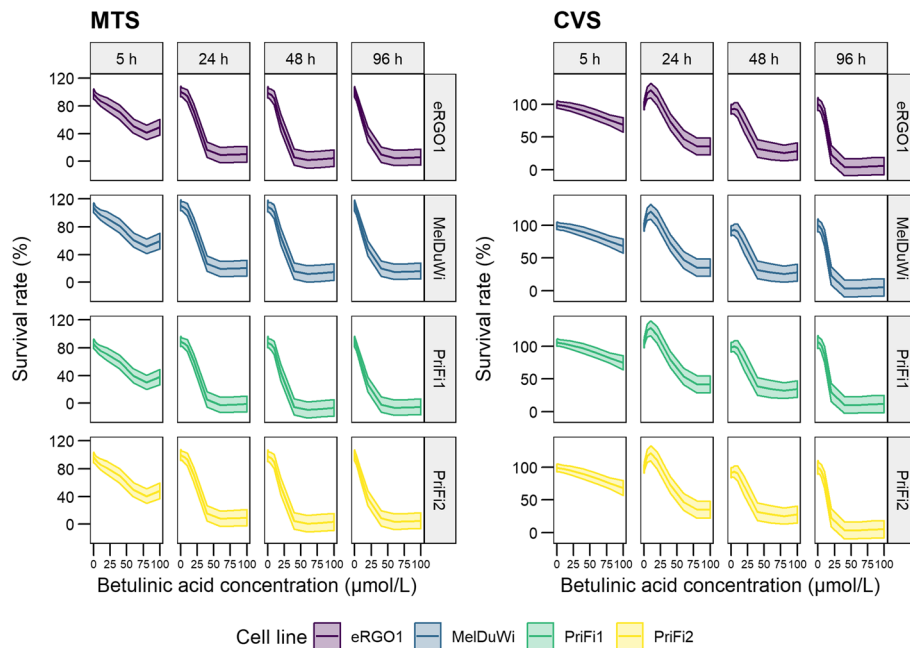 MTS CVS
5 h 24 h 48 h 96 h 5 h 24 h 48 h 96 h
120
80
40
0
eRGO1
100
50
0
eRGO1
120
80
40
0
MelDuWi
100
50
0
MelDuWi
120
80
40
0
PriFi1
100
50
0
PriFi1
120
80
40
0
PriFi2
100
50
0
PriFi2
Survival rate (%)
Survival rate (%)
0 25 50 75 100 0 25 50 75 100 0 25 50 75 100 0 25 50 75 100 0 25 50 75 100 0 25 50 75 100 0 25 50 75 100 0 25 50 75 100
Betulinic acid concentration (μmol/L) Betulinic acid concentration (μmol/L)
Cell line eRGO1 MelDuWi PriFi1 PriFi2